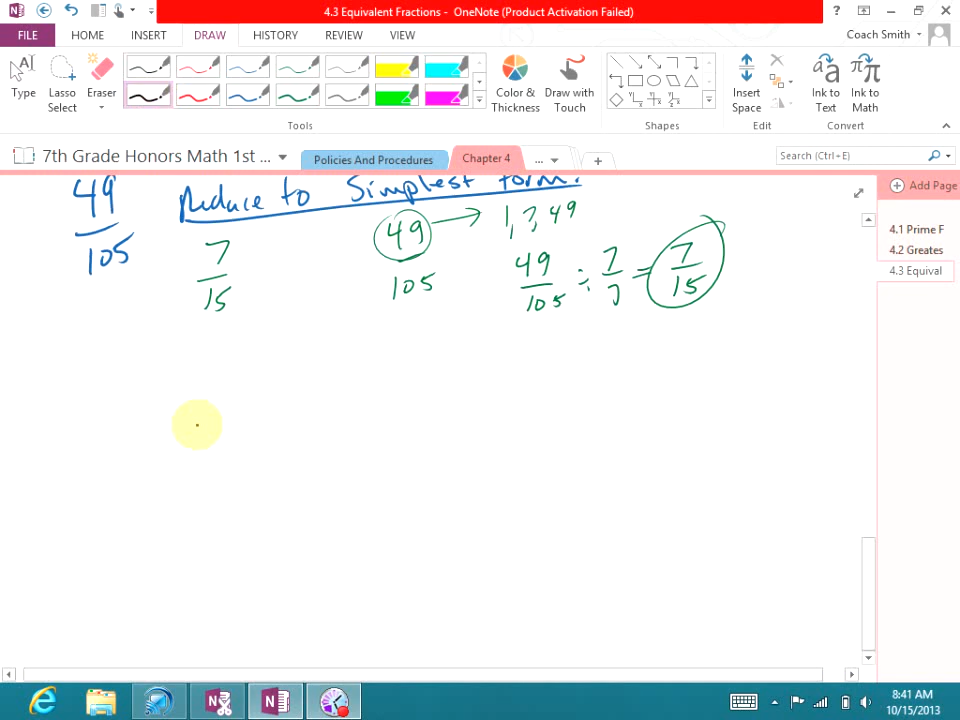 4.3 Equivalent Fractions - OneNote (Product Activation Failed)
?
FILE HOME INSERT DRAW HISTORY REVIEW VIEW
Coach Smith
Type
Lasso Select
Eraser
Color & Thickness
Draw with Touch
Insert Space
Ink to Text
Ink to Math
Tools
Shapes
Edit
Convert
7th Grade Honors Math 1st ...
Policies And Procedures
Chapter 4
...
+
Search (Ctrl+E)
Add Page
4.1 Prime F
4.2 Greates
4.3 Equival
49/105 Reduce to Simplest form.
7/15
49 → 1, 7, 49
105
49/105 ÷ 7/7 = 7/15
8:41 AM
10/15/2013